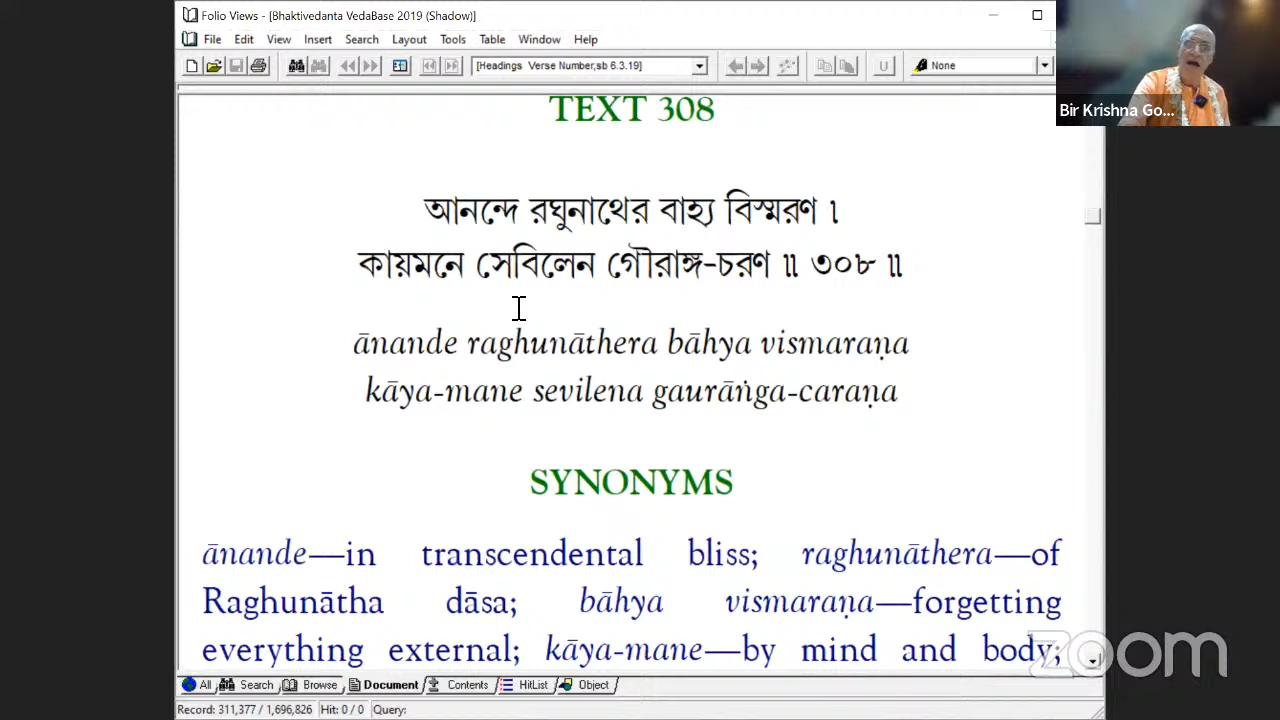 Folio Views - [Bhaktivedanta VedaBase 2019 (Shadow)]
File Edit View Insert Search Layout Tools Table Window Help
[Headings Verse Number,sb 6.3.19]
U
None
Bir Krishna Go...
TEXT 308
আনন্দে রঘুনাথের বাহ্য বিস্মরণ ৷
কায়মনে সেবিলেন গৌরাঙ্গ-চরণ ৷৷ ৩০৮ ৷৷
ānande raghunāthera bāhya vismaraṇa
kāya-mane sevilena gaurāṅga-caraṇa
SYNONYMS
ānande—in transcendental bliss; raghunāthera—of
Raghunātha dāsa; bāhya vismaraṇa—forgetting
everything external; kāya-mane—by mind and body;
zoom
All Search Browse Document Contents HitList Object
Record: 311,377 / 1,696,826 Hit: 0 / 0 Query: